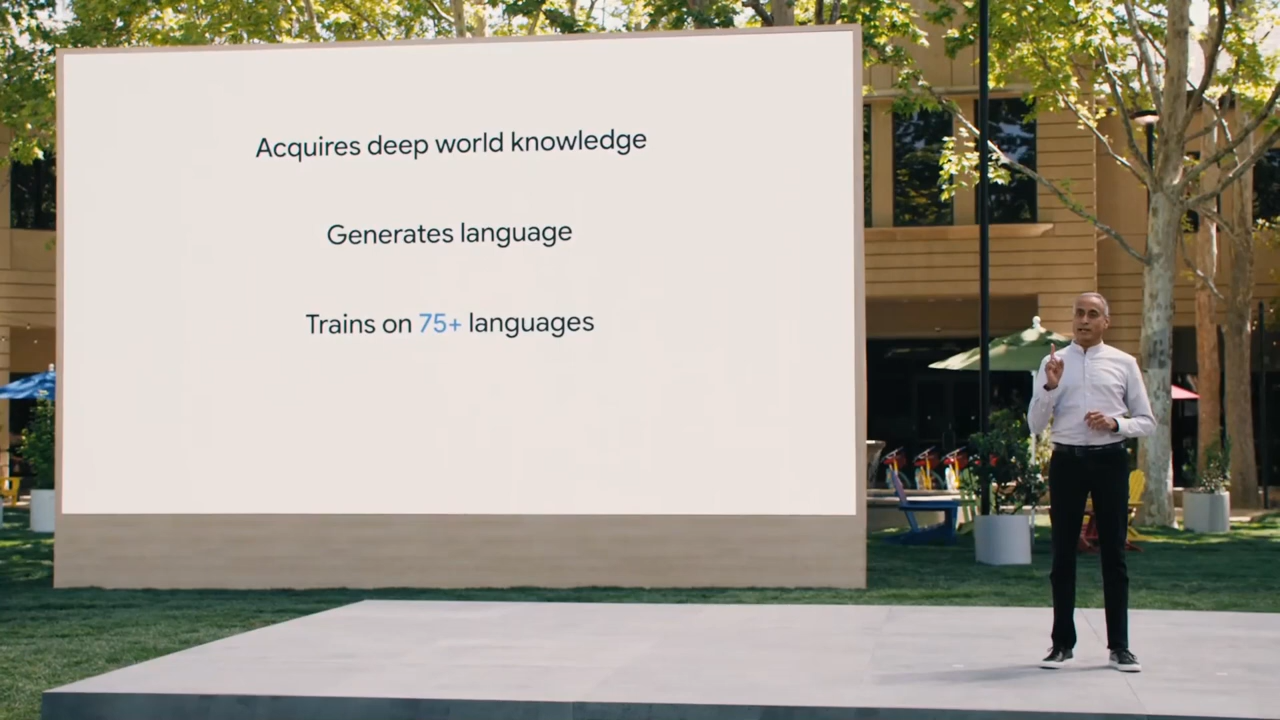 Acquires deep world knowledge
Generates language
Trains on 75+ languages